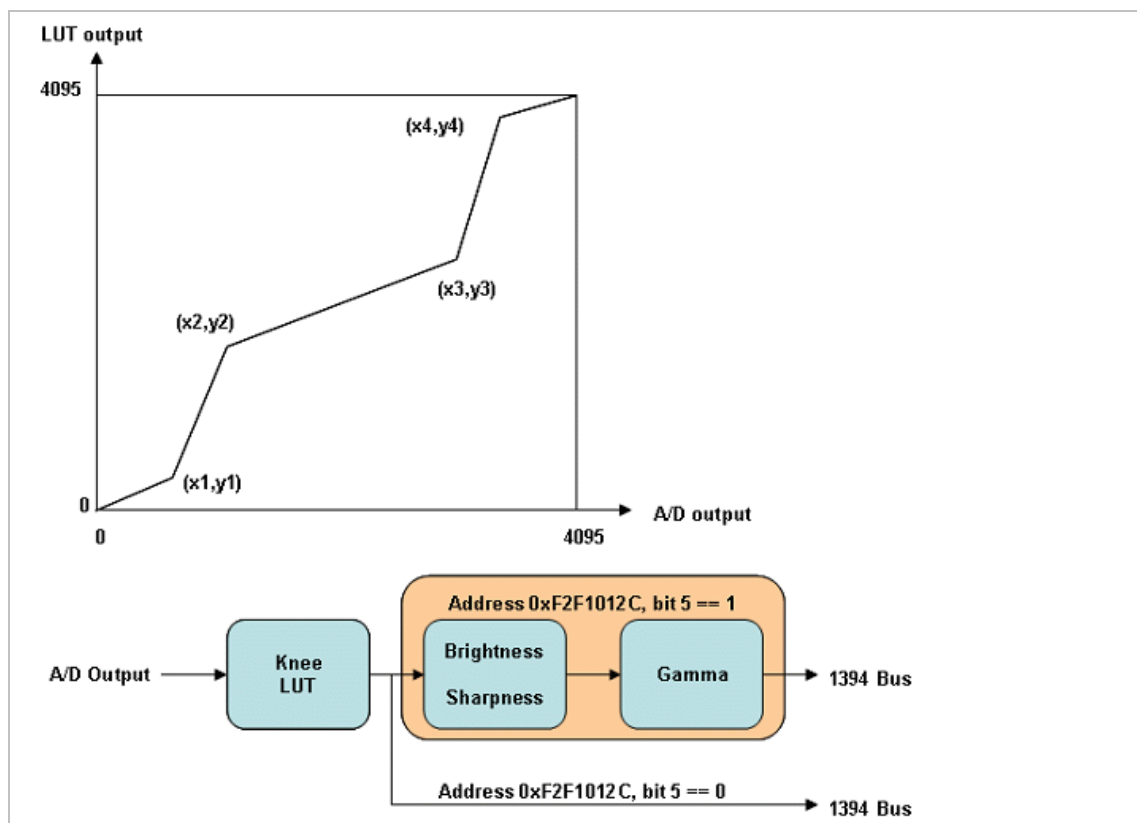 LUT output
4095
(x4,y4)
(x3,y3)
(x2,y2)
(x1,y1)
0
A/D output
0
4095
Address 0xF2F1012C, bit 5 == 1
A/D Output
Knee
LUT
Brightness
Sharpness
Gamma
1394 Bus
Address 0xF2F1012C, bit 5 == 0
1394 Bus